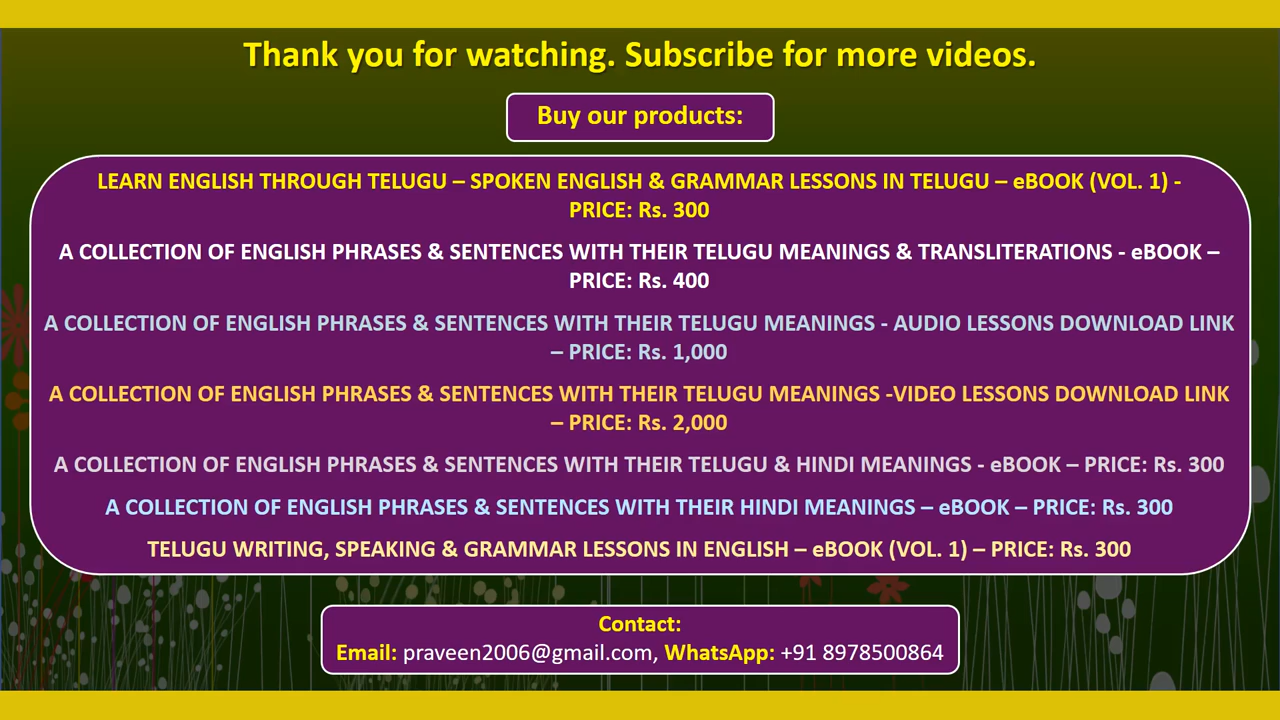 Thank you for watching. Subscribe for more videos.
Buy our products:
LEARN ENGLISH THROUGH TELUGU – SPOKEN ENGLISH & GRAMMAR LESSONS IN TELUGU – eBOOK (VOL. 1) -
PRICE: Rs. 300
A COLLECTION OF ENGLISH PHRASES & SENTENCES WITH THEIR TELUGU MEANINGS & TRANSLITERATIONS - eBOOK –
PRICE: Rs. 400
A COLLECTION OF ENGLISH PHRASES & SENTENCES WITH THEIR TELUGU MEANINGS - AUDIO LESSONS DOWNLOAD LINK
– PRICE: Rs. 1,000
A COLLECTION OF ENGLISH PHRASES & SENTENCES WITH THEIR TELUGU MEANINGS -VIDEO LESSONS DOWNLOAD LINK
– PRICE: Rs. 2,000
A COLLECTION OF ENGLISH PHRASES & SENTENCES WITH THEIR TELUGU & HINDI MEANINGS - eBOOK – PRICE: Rs. 300
A COLLECTION OF ENGLISH PHRASES & SENTENCES WITH THEIR HINDI MEANINGS – eBOOK – PRICE: Rs. 300
TELUGU WRITING, SPEAKING & GRAMMAR LESSONS IN ENGLISH – eBOOK (VOL. 1) – PRICE: Rs. 300
Contact:
Email: praveen2006@gmail.com, WhatsApp: +91 8978500864